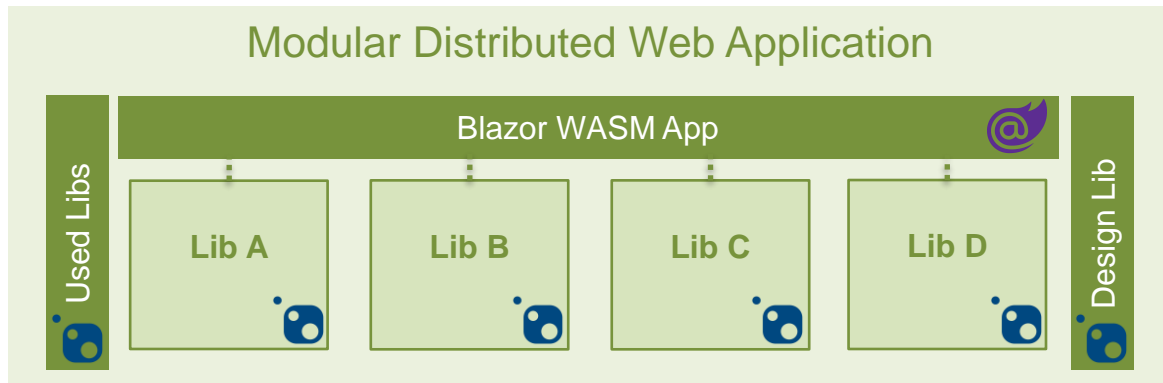 Modular Distributed Web Application
Used Libs
Blazor WASM App
@
Design Lib
Lib A
Lib B
Lib C
Lib D